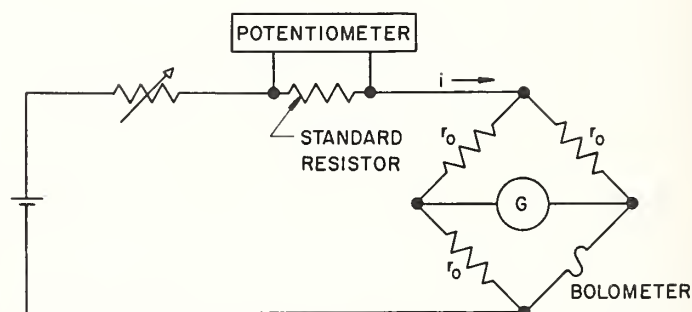 POTENTIOMETER
i
STANDARD
RESISTOR
r₀
r₀
G
r₀
BOLOMETER